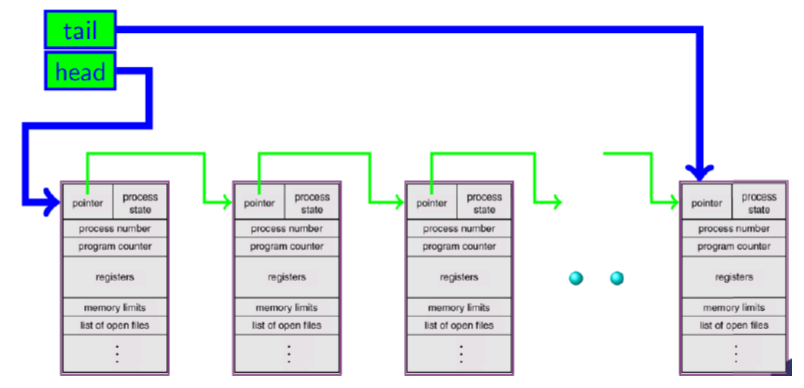 tail
head
pointer
process
state
process number
program counter
registers
memory limits
list of open files
pointer
process
state
process number
program counter
registers
memory limits
list of open files
pointer
process
state
process number
program counter
registers
memory limits
list of open files
pointer
process
state
process number
program counter
registers
memory limits
list of open files